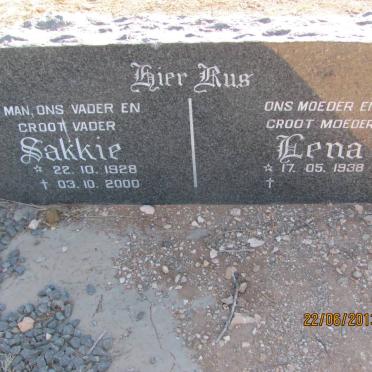 Hier Rus
MAN, ONS VADER EN
GROOT VADER
Sakkie
* 22.10.1928
† 03.10.2000
ONS MOEDER EN
GROOT MOEDER
Lena
* 17.05.1938
†
22/06/2013